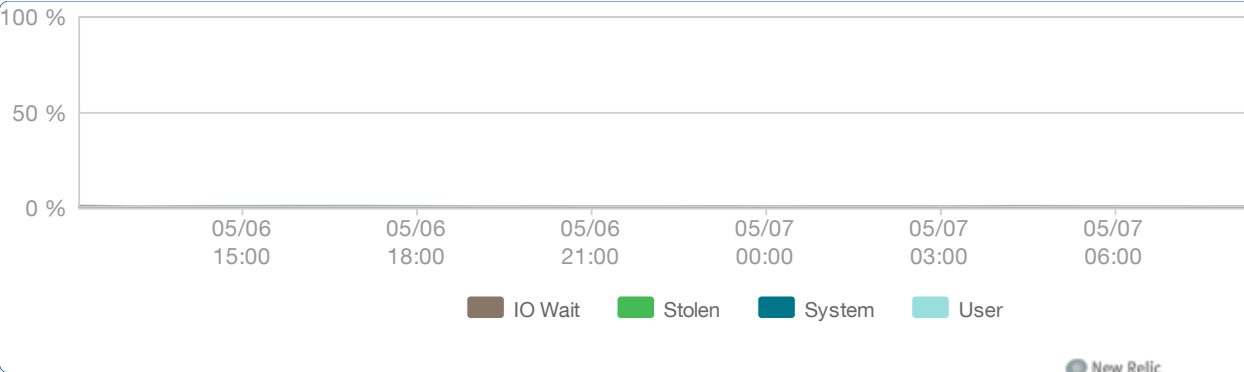 100 %
50 %
0 %
05/06 05/06 05/06 05/07 05/07 05/07
15:00 18:00 21:00 00:00 03:00 06:00
IO Wait Stolen System User
New Relic